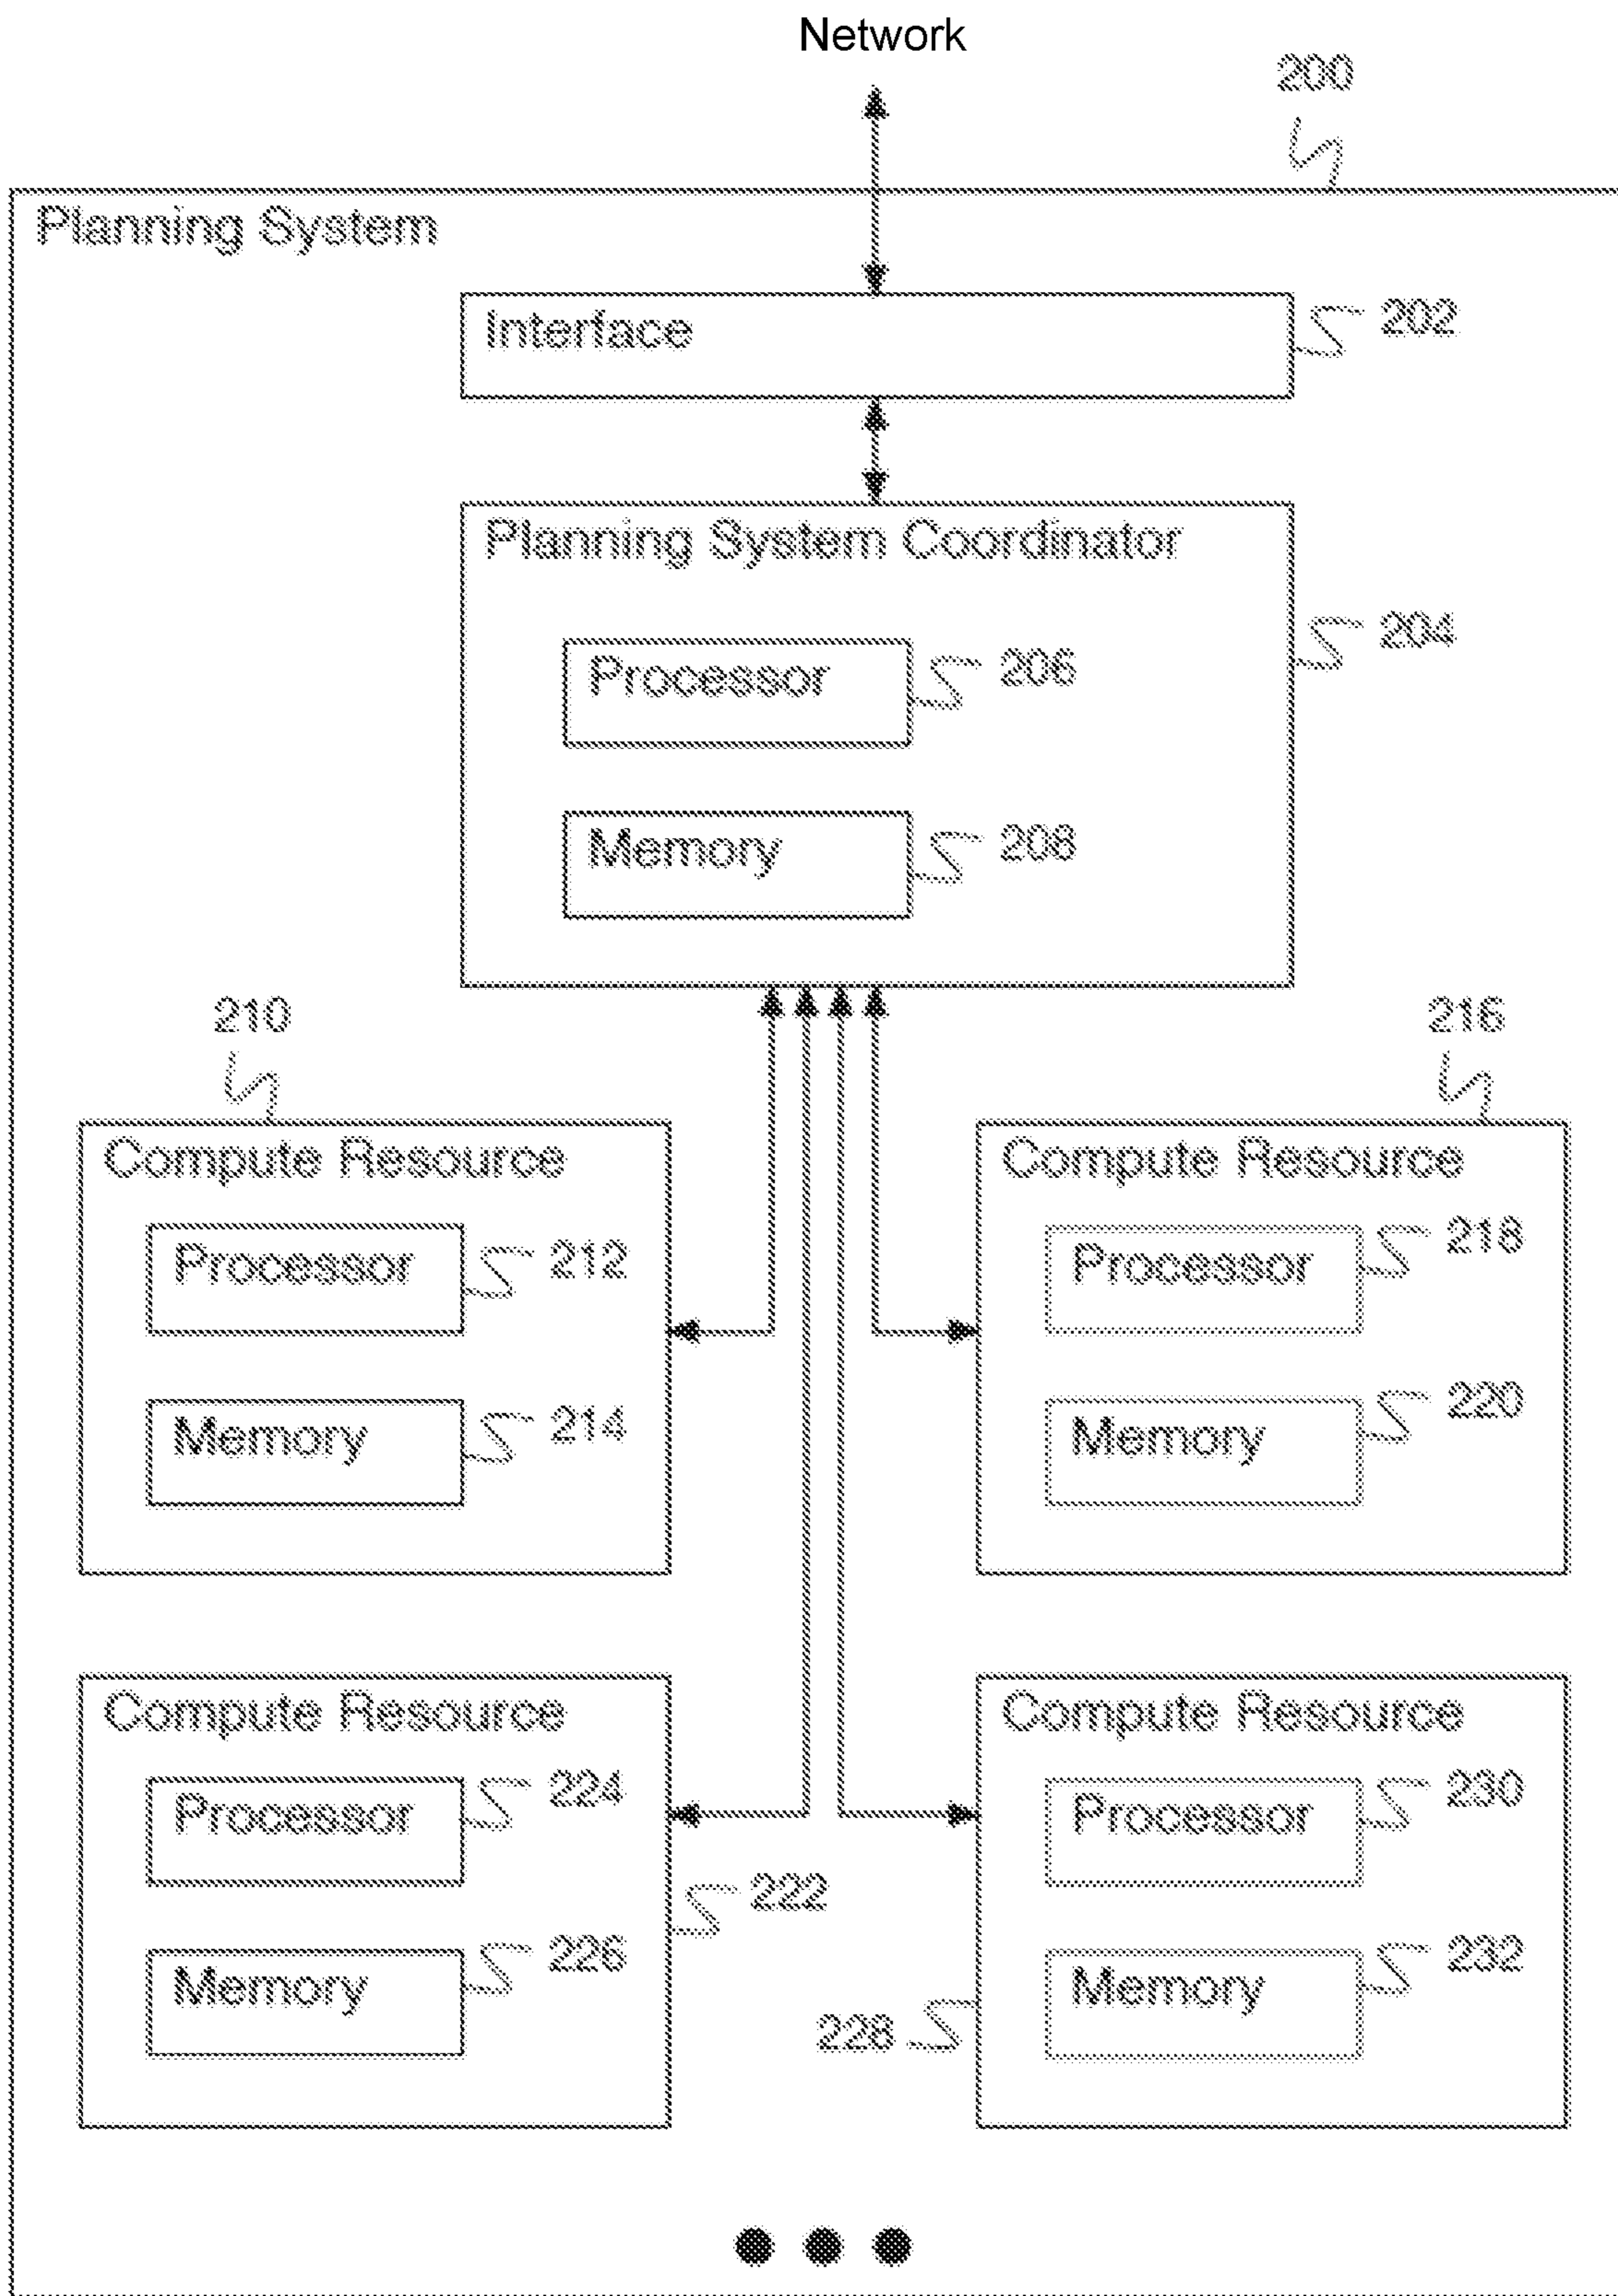 Network
200
Planning System
Interface
202
Planning System Coordinator
204
Processor
206
Memory
208
210
216
Compute Resource
Processor
212
Memory
214
Compute Resource
Processor
218
Memory
220
Compute Resource
Processor
224
Memory
226
222
Compute Resource
Processor
230
Memory
232
228